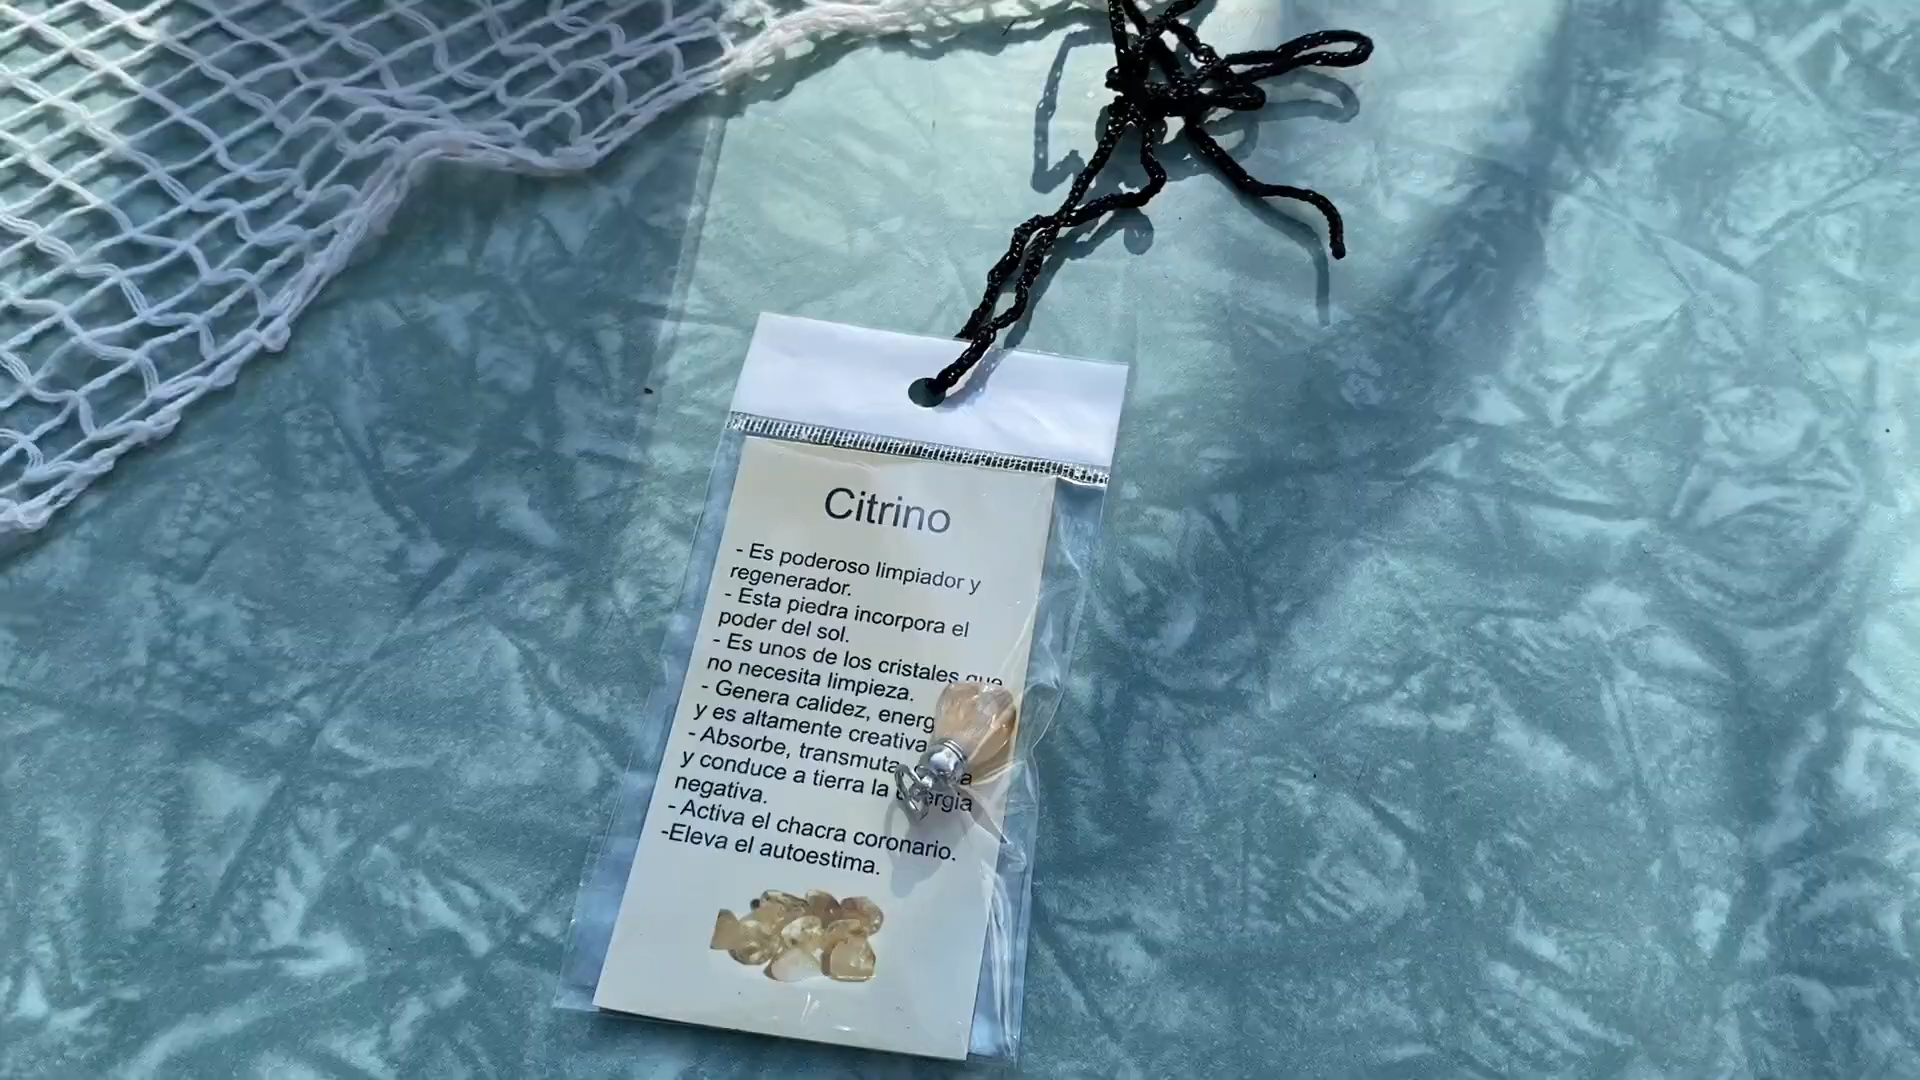 Citrino
- Es poderoso limpiador y
regenerador.
- Esta piedra incorpora el
poder del sol.
- Es unos de los cristales que
no necesita limpieza.
- Genera calidez, energ
y es altamente creativa
- Absorbe, transmuta,
y conduce a tierra la energia
negativa.
- Activa el chacra coronario.
-Eleva el autoestima.